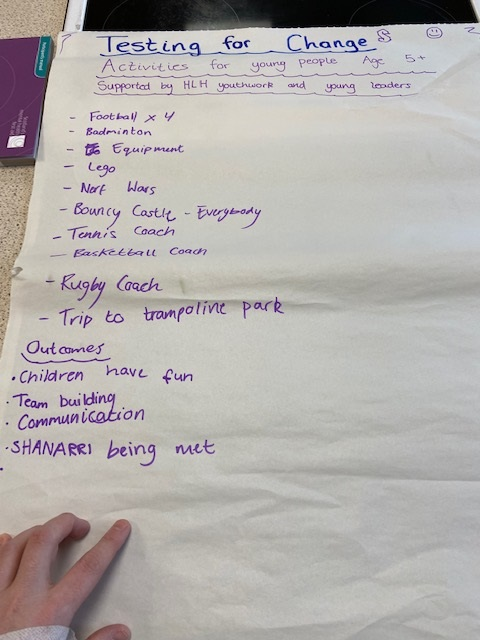 Testing for Change
Activities for young people Age 5+
Supported by HLH youthwork and young leaders
- Football x 4
- Badminton
- Equipment
- Lego
- Nerf Wars
- Bouncy Castle - Everybody
- Tennis Coach
- Basketball Coach
- Rugby Coach
- Trip to trampoline park
Outcomes
• Children have fun
• Team building
• Communication
• SHANARRI being met